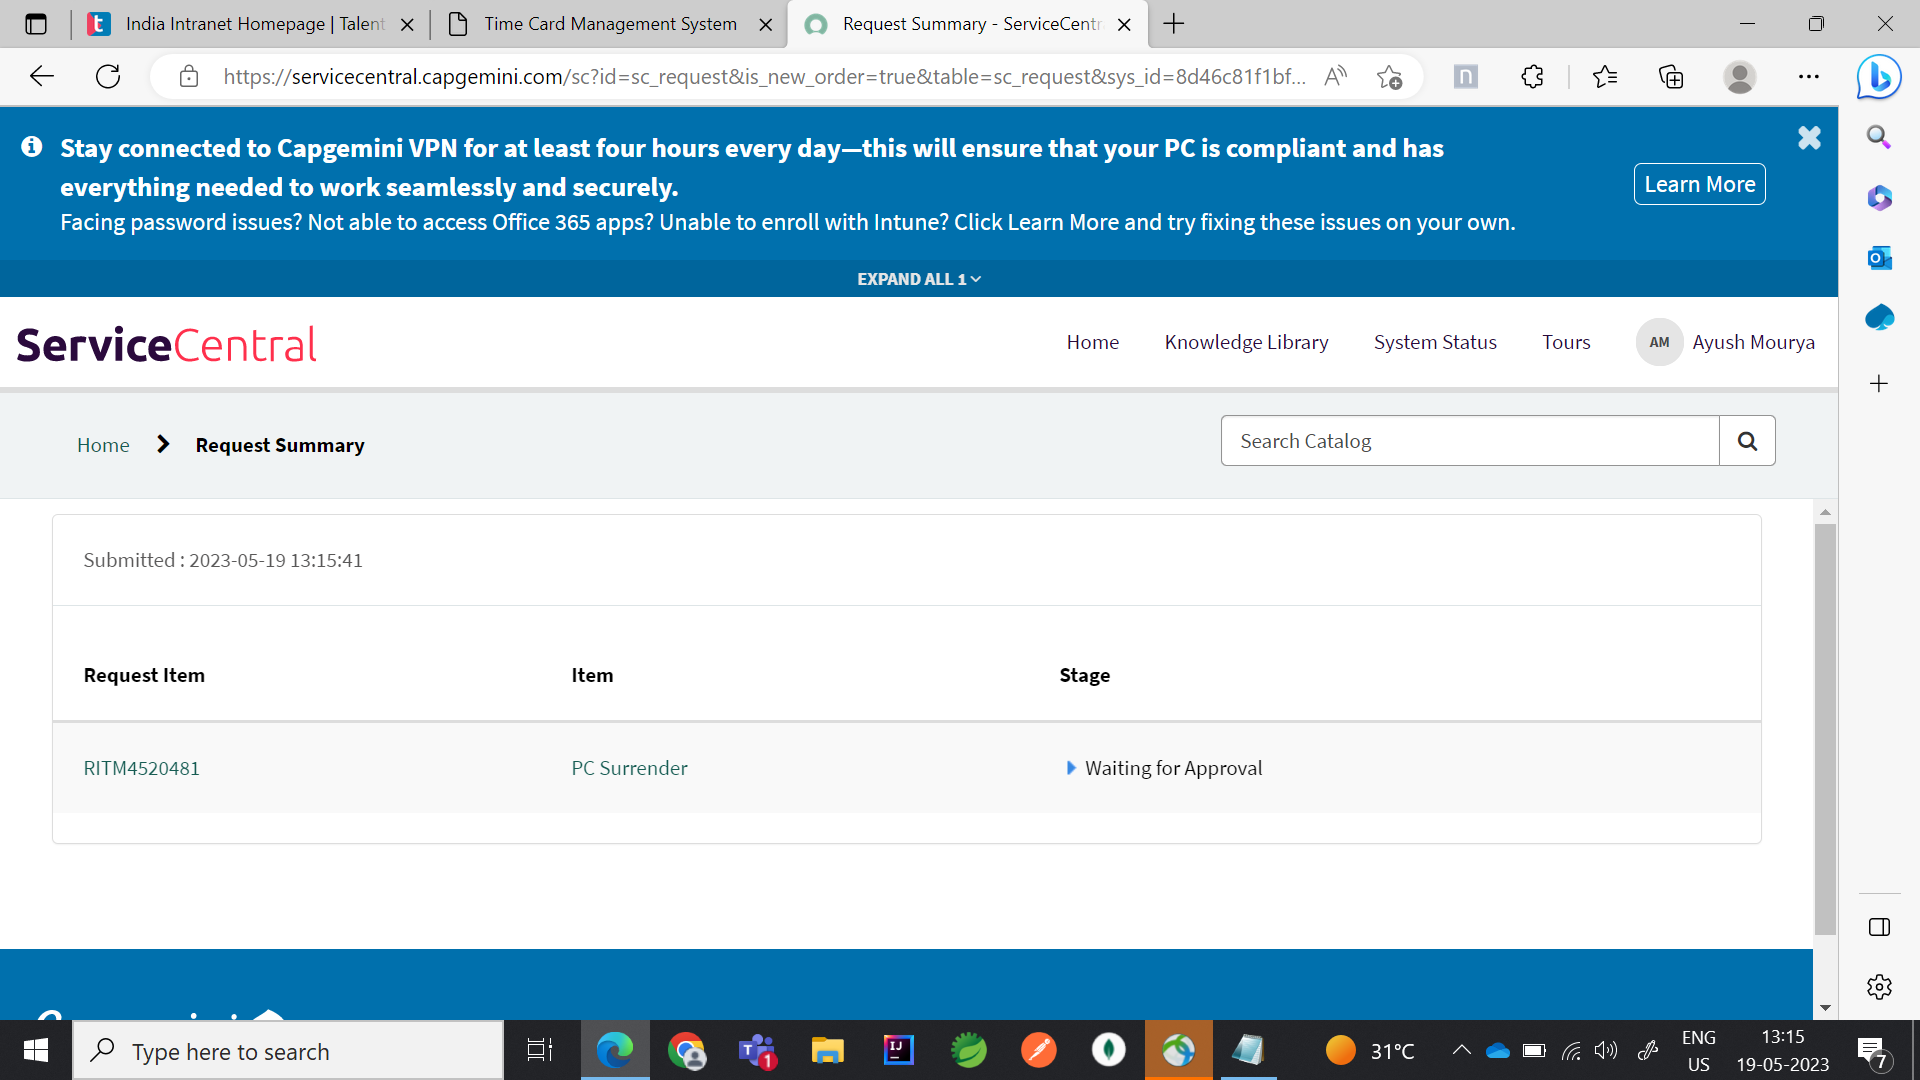 India Intranet Homepage | Talent
Time Card Management System
Request Summary - ServiceCentr
https://servicecentral.capgemini.com/sc?id=sc_request&is_new_order=true&table=sc_request&sys_id=8d46c81f1bf...
Stay connected to Capgemini VPN for at least four hours every day—this will ensure that your PC is compliant and has
everything needed to work seamlessly and securely.
Facing password issues? Not able to access Office 365 apps? Unable to enroll with Intune? Click Learn More and try fixing these issues on your own.
Learn More
EXPAND ALL 1
ServiceCentral
Home Knowledge Library System Status Tours AM Ayush Mourya
Home Request Summary
Search Catalog
Submitted : 2023-05-19 13:15:41
Request Item Item Stage
RITM4520481 PC Surrender Waiting for Approval
Type here to search
31°C
ENG
US
13:15
19-05-2023
7